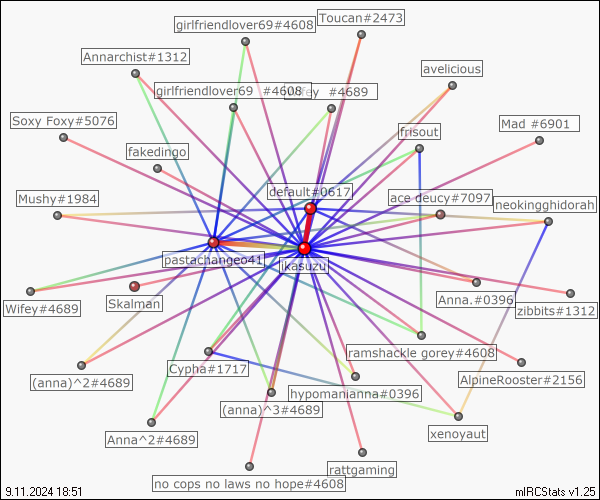 girlfriendlover69#4608
Toucan#2473
Annarchist#1312
avelicious
girlfriendlover69 #4608
#4689
Soxy Foxy#5076
Mad #6901
frisout
fakedingo
default#0617
Mushy#1984
ace deucy#7097
neokingghidorah
pastachangeo41
ikasuzu
Wifey#4689
Skalman
Anna.#0396
zibbits#1312
ramshackle gorey#4608
Cypha#1717
(anna)^2#4689
AlpineRooster#2156
hypomanianna#0396
(anna)^3#4689
Anna^2#4689
xenoyaut
rattgaming
no cops no laws no hope#4608
9.11.2024 18:51
mIRCStats v1.25